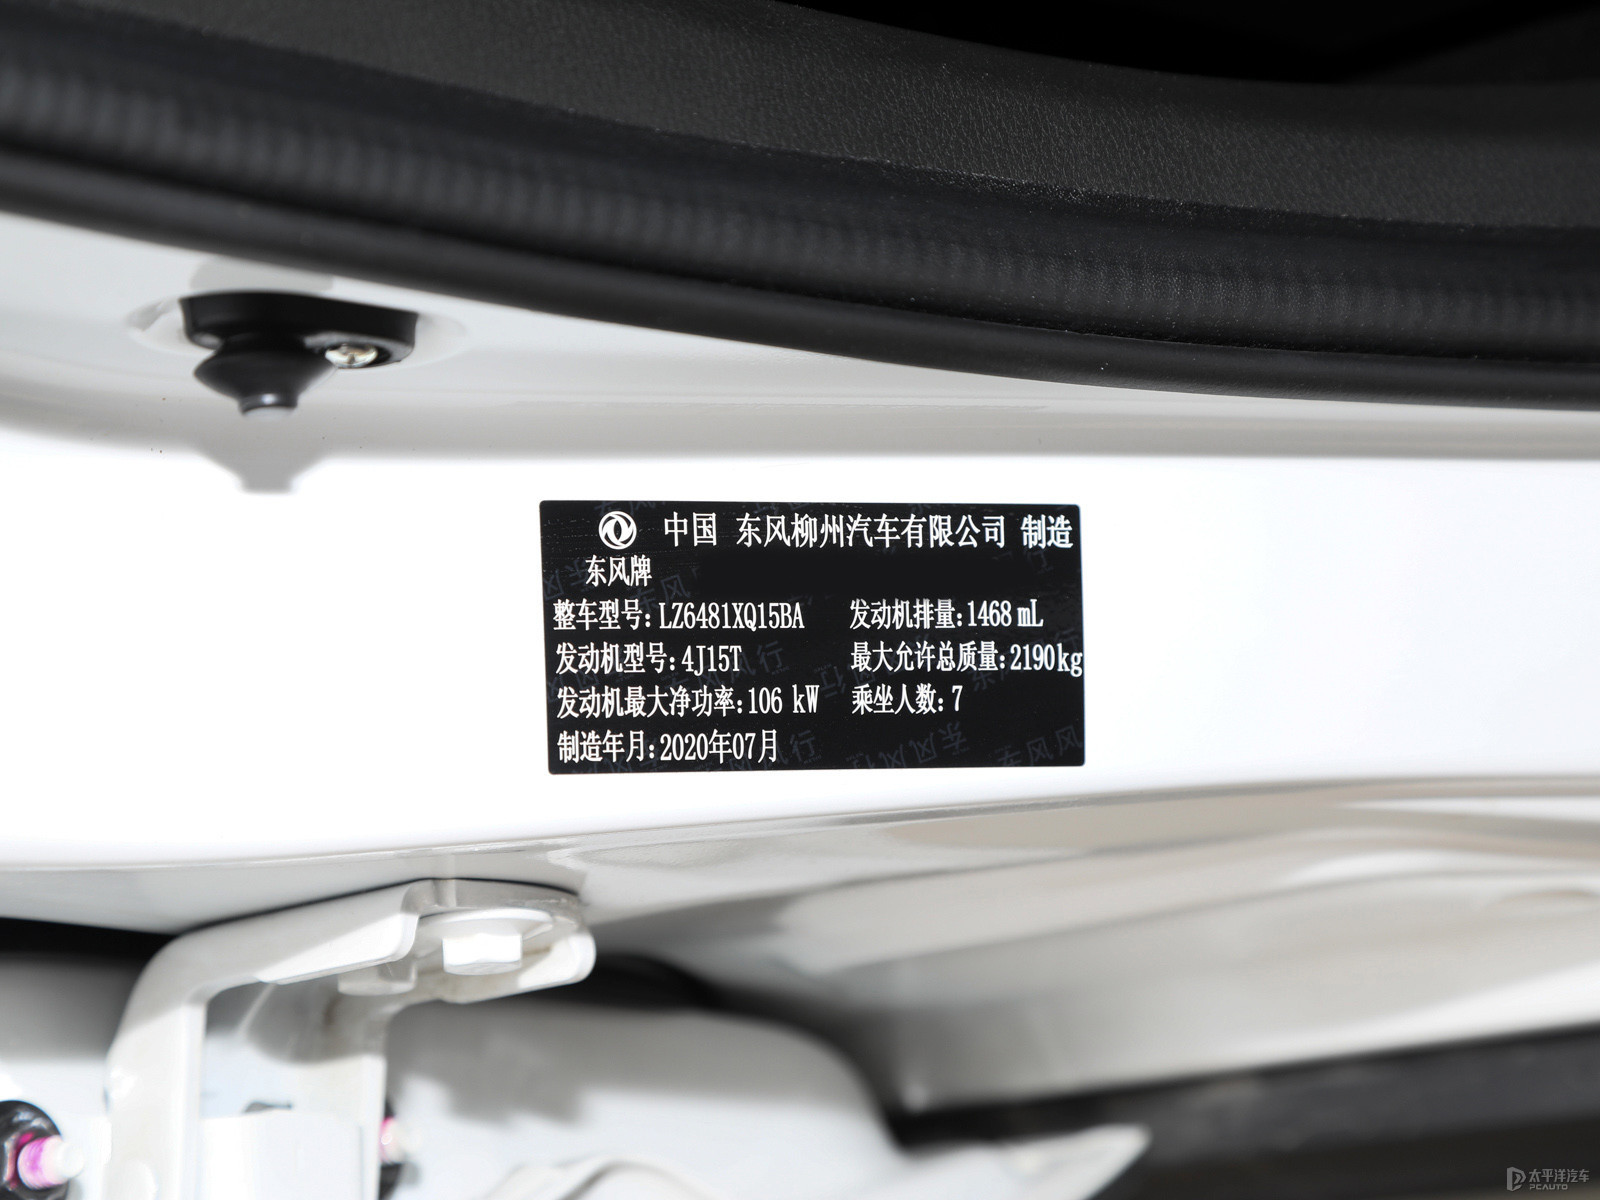 中国 东风柳州汽车有限公司 制造
东风牌
整车型号:LZ6481XQ15BA 发动机排量:1468 mL
发动机型号:4J15T 最大允许总质量:2190kg
发动机最大净功率:106 kW 乘坐人数:7
制造年月:2020年07月
太平洋汽车
PCAUTO